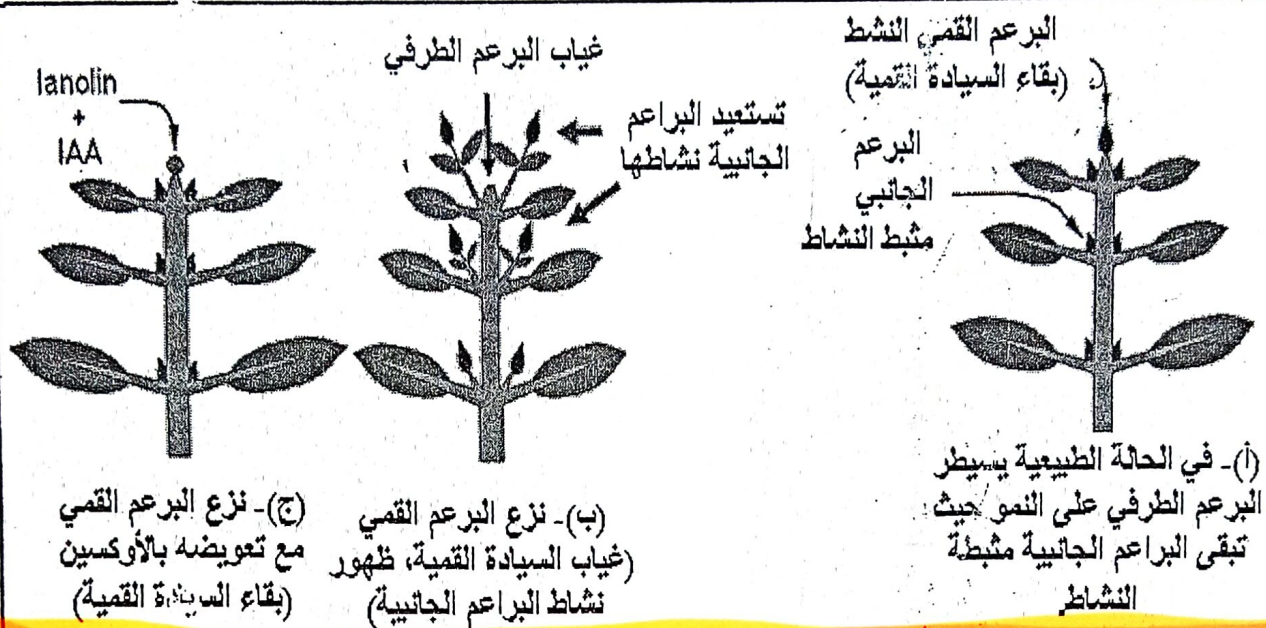 البرعم القمي النشط
(بقاء السيادة القمية)
البرعم
الجانبي
مثبط النشاط
(أ)- في الحالة الطبيعية يسيطر
البرعم الطرفي على النمو حيث
تبقى البراعم الجانبية مثبطة
النشاط
غياب البرعم الطرفي
تستعيد البراعم
الجانبية نشاطها
(ب)- نزع البرعم القمي
(غياب السيادة القمية، ظهور
نشاط البراعم الجانبية)
lanolin
+
IAA
(ج)- نزع البرعم القمي
مع تعويضه بالأوكسين
(بقاء السيادة القمية)